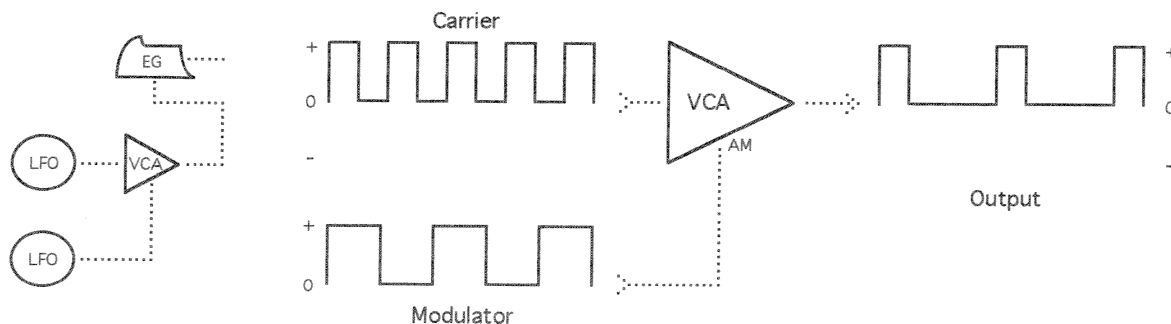 Carrier
EG
+
0
-
VCA
AM
+
0
-
LFO
VCA
LFO
Output
+
0
Modulator